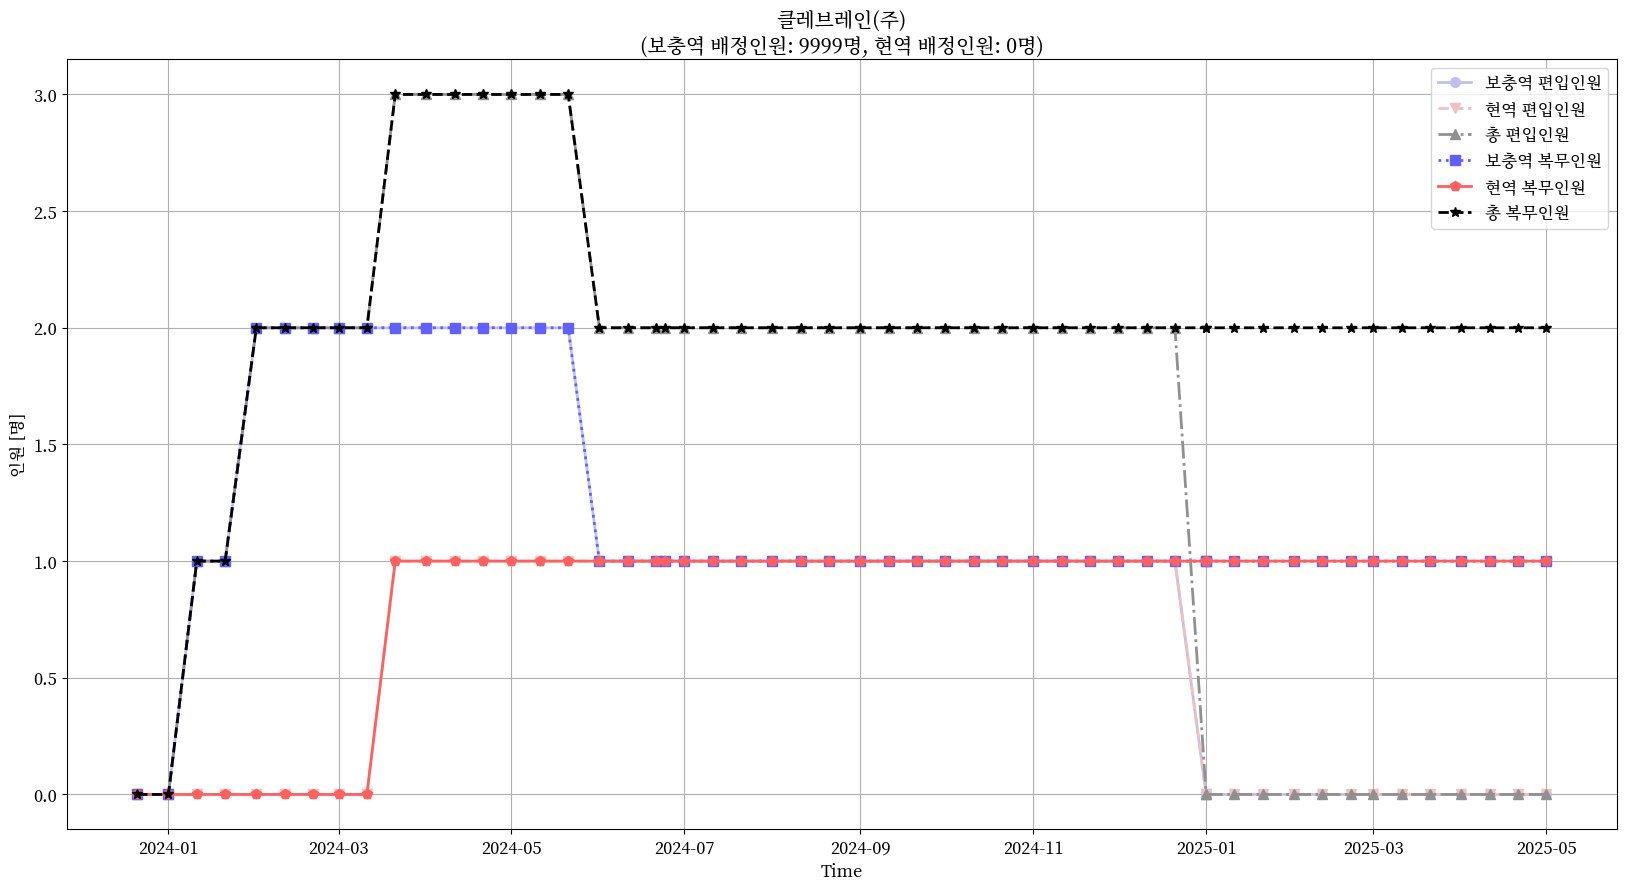 클레브레인(주)
(보충역 배정인원: 9999명, 현역 배정인원: 0명)
보충역 편입인원
현역 편입인원
총 편입인원
보충역 복무인원
현역 복무인원
총 복무인원
3.0
2.5
2.0
1.5
1.0
0.5
0.0
인원 [명]
2024-01
2024-03
2024-05
2024-07
2024-09
2024-11
2025-01
2025-03
2025-05
Time